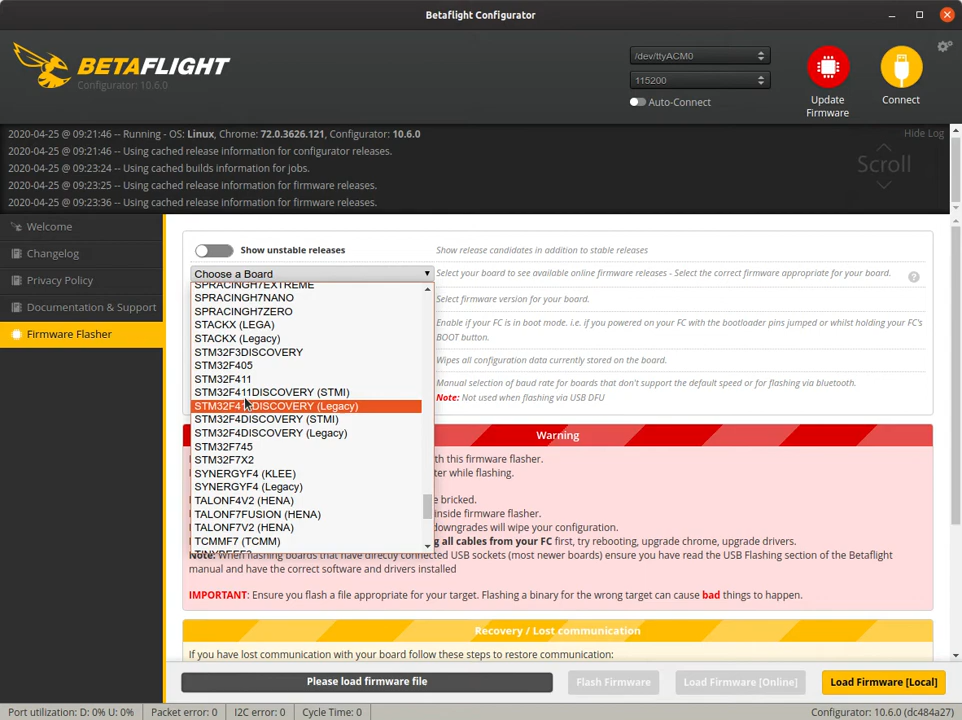 Betaflight Configurator
BETAFLIGHT
Configurator: 10.6.0
/dev/ttyACM0
115200
Auto-Connect
Update
Firmware
Connect
2020-04-25 @ 09:21:46 -- Running - OS: Linux, Chrome: 72.0.3626.121, Configurator: 10.6.0
2020-04-25 @ 09:21:46 -- Using cached release information for configurator releases.
2020-04-25 @ 09:23:24 -- Using cached builds information for jobs.
2020-04-25 @ 09:23:25 -- Using cached release information for firmware releases.
2020-04-25 @ 09:23:36 -- Using cached release information for firmware releases.
Hide Log
Scroll
Welcome
Changelog
Privacy Policy
Documentation & Support
Firmware Flasher
Show unstable releases
Show release candidates in addition to stable releases
Choose a Board
Select your board to see available online firmware releases - Select the correct firmware appropriate for your board.
Select firmware version for your board.
Enable if your FC is in boot mode. i.e. if you powered on your FC with the bootloader pins jumped or whilst holding your FC's
BOOT button.
Wipes all configuration data currently stored on the board.
Manual selection of baud rate for boards that don't support the default speed or for flashing via bluetooth.
Note: Not used when flashing via USB DFU
SPRACINGH7EXTREME
SPRACINGH7NANO
SPRACINGH7ZERO
STACKX (LEGA)
STACKX (Legacy)
STM32F3DISCOVERY
STM32F405
STM32F411
STM32F411DISCOVERY (STMI)
STM32F411DISCOVERY (Legacy)
STM32F4DISCOVERY (STMI)
STM32F4DISCOVERY (Legacy)
STM32F745
STM32F7X2
SYNERGYF4 (KLEE)
SYNERGYF4 (Legacy)
TALONF4V2 (HENA)
TALONF7FUSION (HENA)
TALONF7V2 (HENA)
TCMMF7 (TCMM)
Warning
th this firmware flasher.
ter while flashing.
e bricked.
inside firmware flasher.
downgrades will wipe your configuration.
ng all cables from your FC first, try rebooting, upgrade chrome, upgrade drivers.
Note: When flashing boards that have directly connected USB sockets (most newer boards) ensure you have read the USB Flashing section of the Betaflight
manual and have the correct software and drivers installed
IMPORTANT: Ensure you flash a file appropriate for your target. Flashing a binary for the wrong target can cause bad things to happen.
Recovery / Lost communication
If you have lost communication with your board follow these steps to restore communication:
Please load firmware file
Flash Firmware
Load Firmware [Online]
Load Firmware [Local]
Port utilization: D: 0% U: 0%
Packet error: 0
I2C error: 0
Cycle Time: 0
Configurator: 10.6.0 (dc484a27)